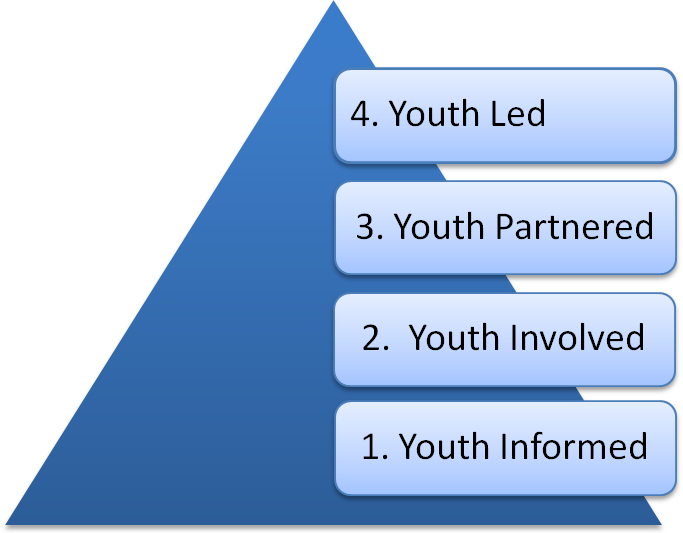 4. Youth Led
3. Youth Partnered
2.  Youth Involved
1. Youth Informed